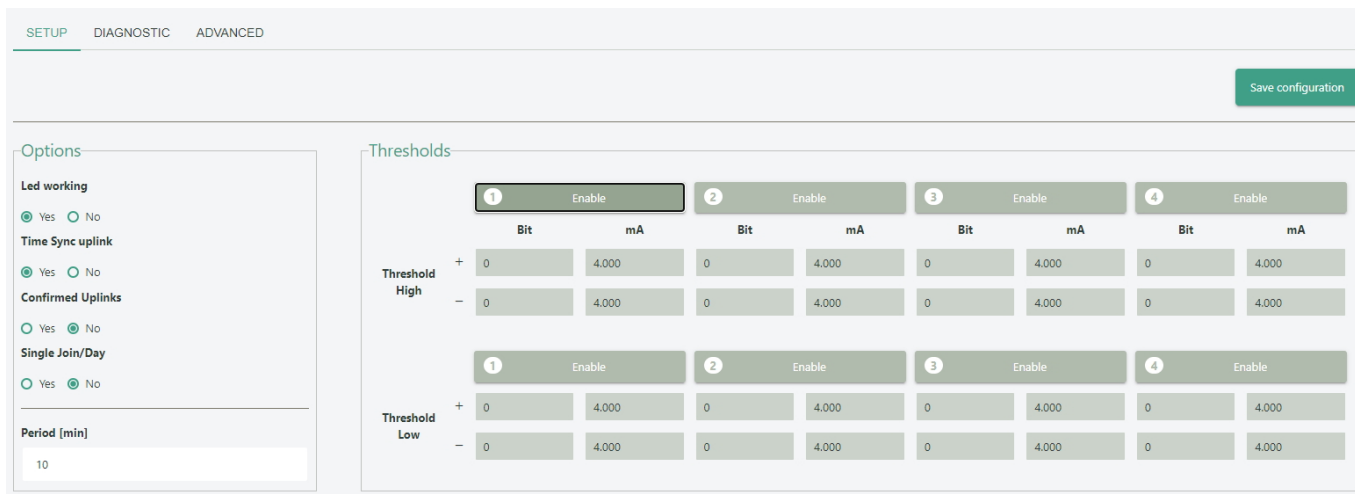 SETUP DIAGNOSTIC ADVANCED
Save configuration
Options
Led working
Yes No
Time Sync uplink
Yes No
Confirmed Uplinks
Yes No
Single Join/Day
Yes No
Period [min]
10
Thresholds
1 Enable 2 Enable 3 Enable 4 Enable
Bit mA Bit mA Bit mA Bit mA
Threshold
High
+ 0 4.000 0 4.000 0 4.000 0 4.000
− 0 4.000 0 4.000 0 4.000 0 4.000
1 Enable 2 Enable 3 Enable 4 Enable
Threshold
Low
+ 0 4.000 0 4.000 0 4.000 0 4.000
− 0 4.000 0 4.000 0 4.000 0 4.000